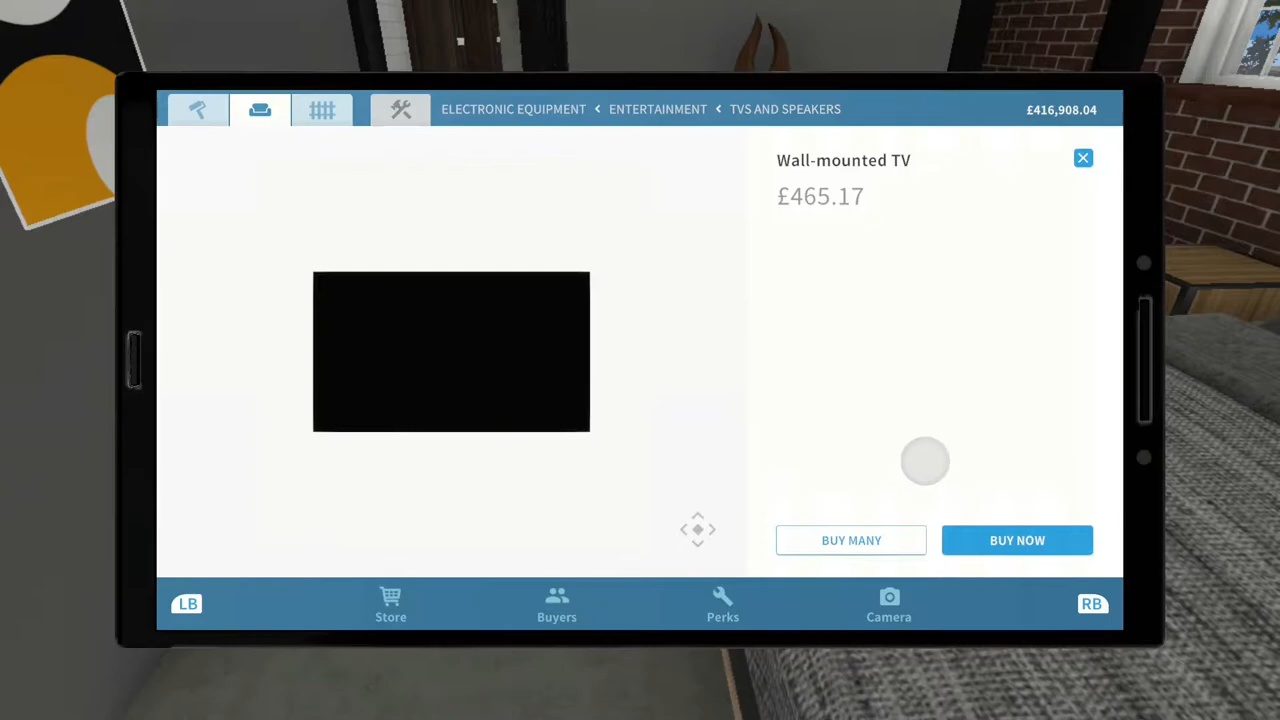 ELECTRONIC EQUIPMENT < ENTERTAINMENT < TVS AND SPEAKERS
£416,908.04
Wall-mounted TV
£465.17
BUY MANY
BUY NOW
LB
Store
Buyers
Perks
Camera
RB